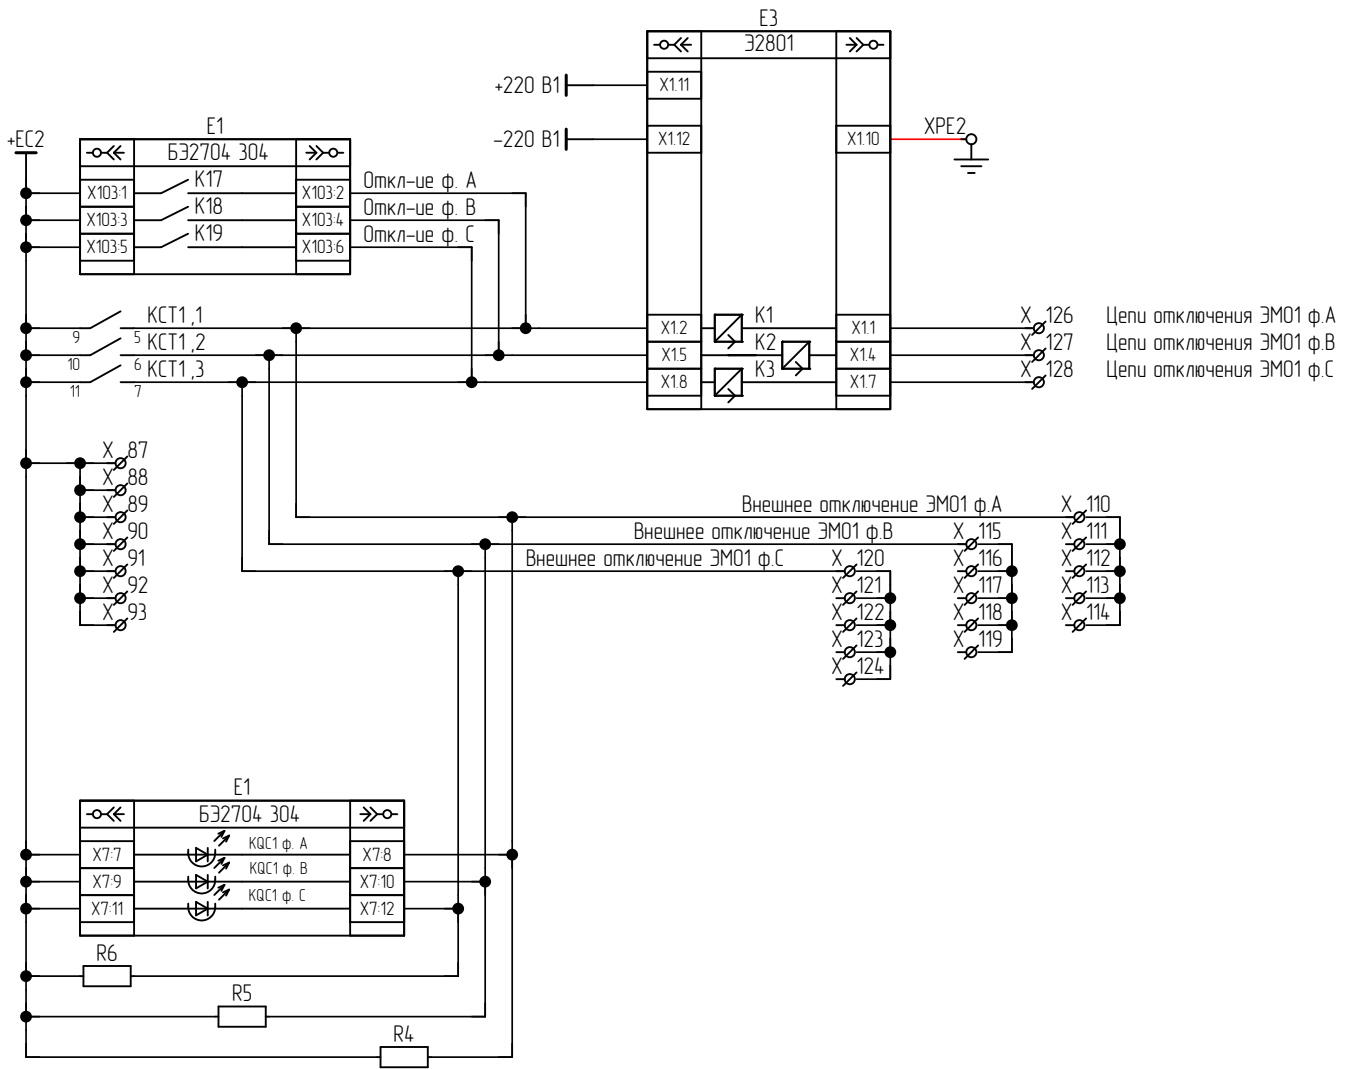 E3
Э2801
+220 В1
X1.11
-220 В1
X1.12
X1.10
XPE2
+EC2
E1
БЭ2704 304
X103:1
K17
X103:2
Откл-ие ф. А
X103:3
K18
X103:4
Откл-ие ф. В
X103:5
K19
X103:6
Откл-ие ф. С
KCT1,1
9
5
X1.2
K1
X1.1
X 126
Цепи отключения ЭМО1 ф.А
KCT1,2
10
6
X1.5
K2
X1.4
X 127
Цепи отключения ЭМО1 ф.В
KCT1,3
11
7
X1.8
K3
X1.7
X 128
Цепи отключения ЭМО1 ф.С
X 87
X 88
X 89
X 90
X 91
X 92
X 93
Внешнее отключение ЭМО1 ф.А
X 110
X 111
X 112
X 113
X 114
Внешнее отключение ЭМО1 ф.В
X 115
X 116
X 117
X 118
X 119
Внешнее отключение ЭМО1 ф.С
X 120
X 121
X 122
X 123
X 124
E1
БЭ2704 304
X7:7
KQC1 ф. А
X7:8
X7:9
KQC1 ф. В
X7:10
X7:11
KQC1 ф. С
X7:12
R6
R5
R4